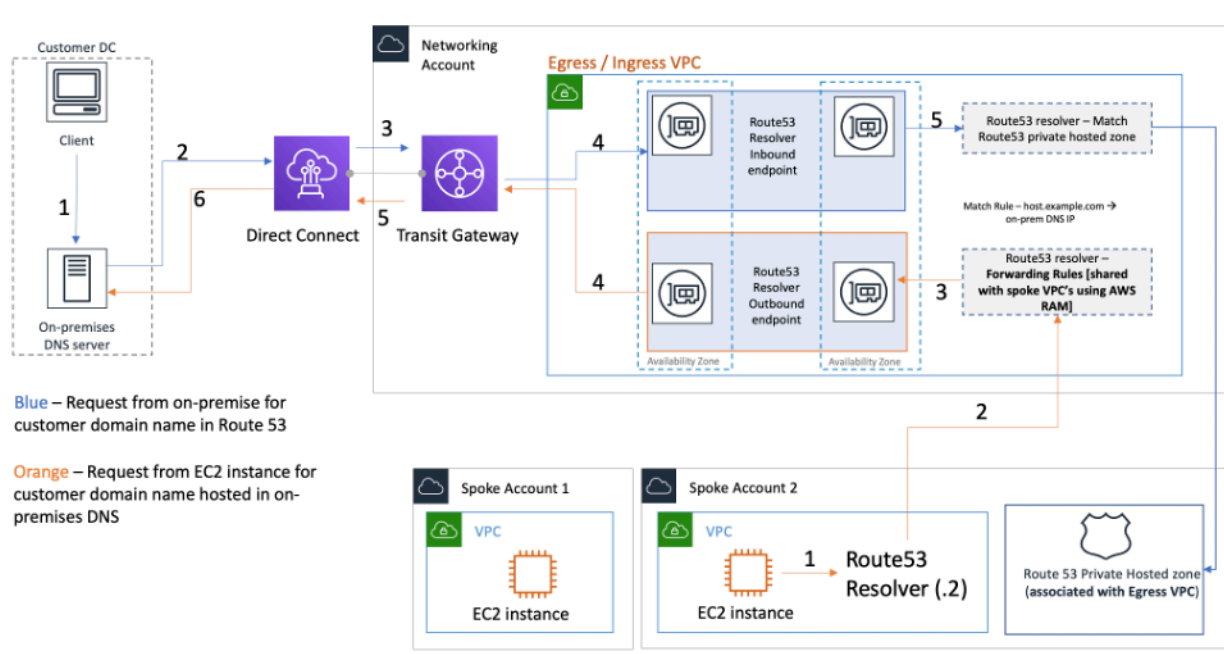 Customer DC
Client
1
On-premises
DNS server
2
6
Direct Connect
3
5
Transit Gateway
Networking
Account
Egress / Ingress VPC
4
4
Route53
Resolver
Inbound
endpoint
Route53
Resolver
Outbound
endpoint
Availability Zone
Availability Zone
5
Route53 resolver – Match
Route53 private hosted zone
Match Rule – host.example.com →
on-prem DNS IP
3
Route53 resolver –
Forwarding Rules [shared
with spoke VPC's using AWS
RAM]
2
Blue – Request from on-premise for
customer domain name in Route 53
Orange – Request from EC2 instance for
customer domain name hosted in on-
premises DNS
Spoke Account 1
VPC
EC2 instance
Spoke Account 2
VPC
EC2 instance
1
Route53
Resolver (.2)
Route 53 Private Hosted zone
(associated with Egress VPC)